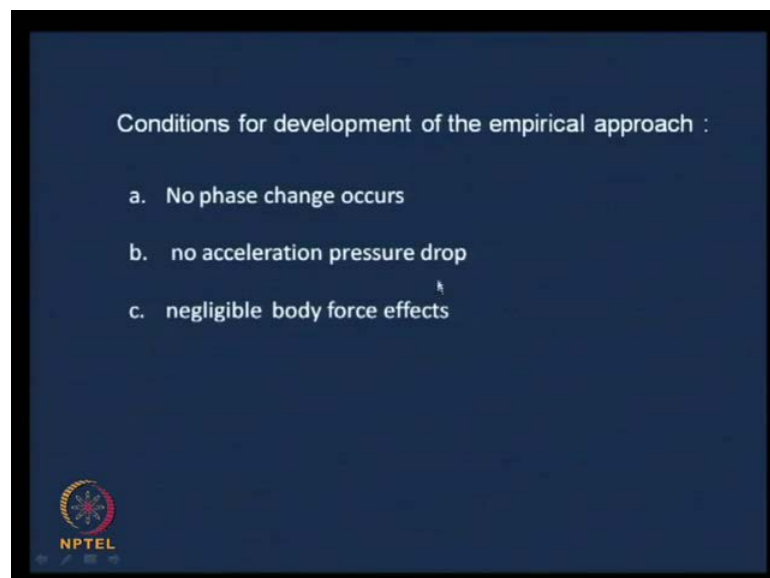 Conditions for development of the empirical approach :
a. No phase change occurs
b. no acceleration pressure drop
c. negligible body force effects
NPTEL